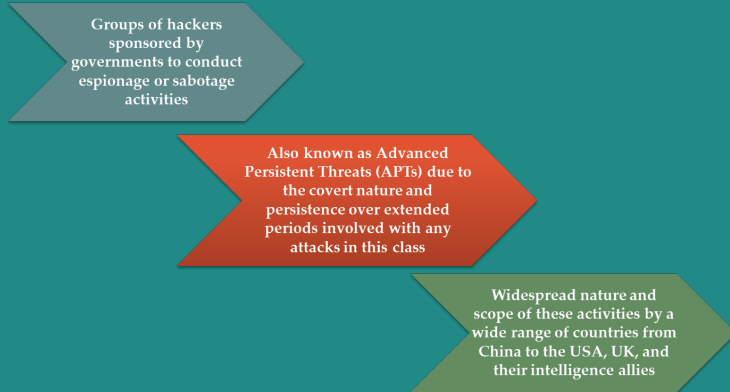 Groups of hackers
sponsored by
governments to conduct
espionage or sabotage
activities
Also known as Advanced
Persistent Threats (APTs) due to
the covert nature and
persistence over extended
periods involved with any
attacks in this class
Widespread nature and
scope of these activities by a
wide range of countries from
China to the USA, UK, and
their intelligence allies